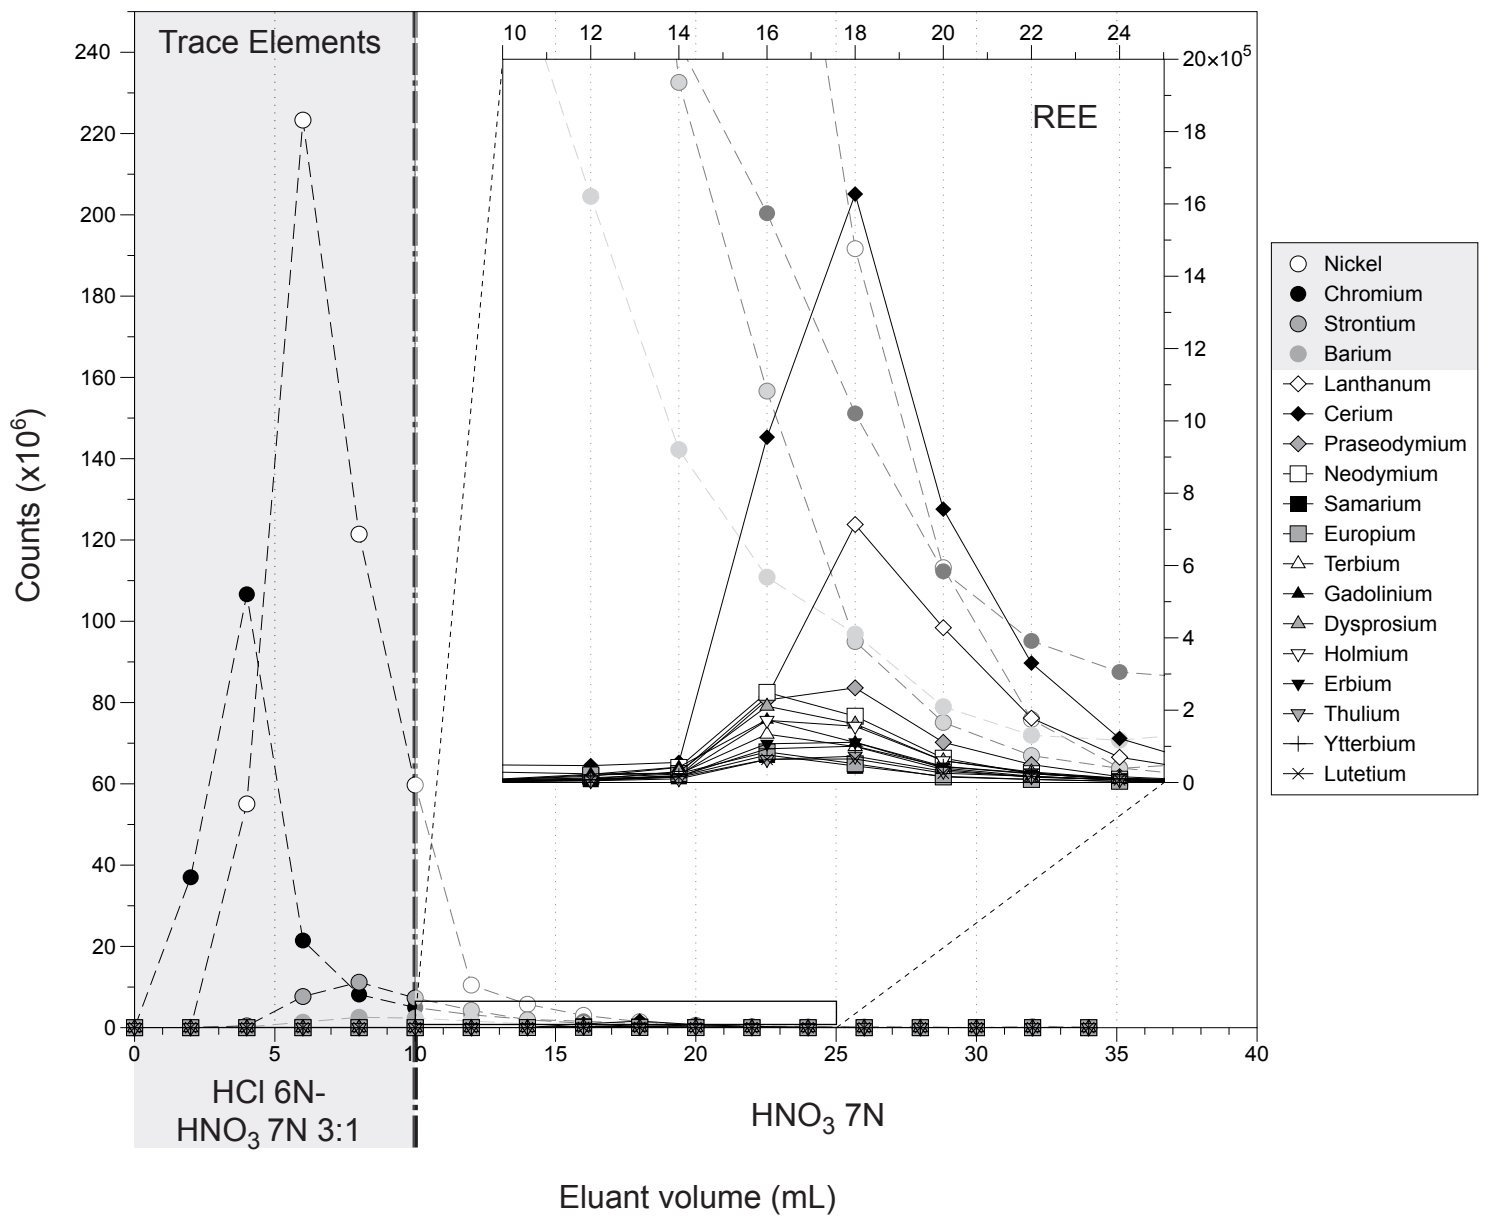 Trace Elements
10 12 14 16 18 20 22 24
REE
20×10⁵
18
16
14
12
10
8
6
4
2
0
Counts (x10⁶)
240
220
200
180
160
140
120
100
80
60
40
20
0
0 5 10 15 20 25 30 35 40
HCl 6N-
HNO₃ 7N 3:1
HNO₃ 7N
Eluant volume (mL)
Nickel
Chromium
Strontium
Barium
Lanthanum
Cerium
Praseodymium
Neodymium
Samarium
Europium
Terbium
Gadolinium
Dysprosium
Holmium
Erbium
Thulium
Ytterbium
Lutetium